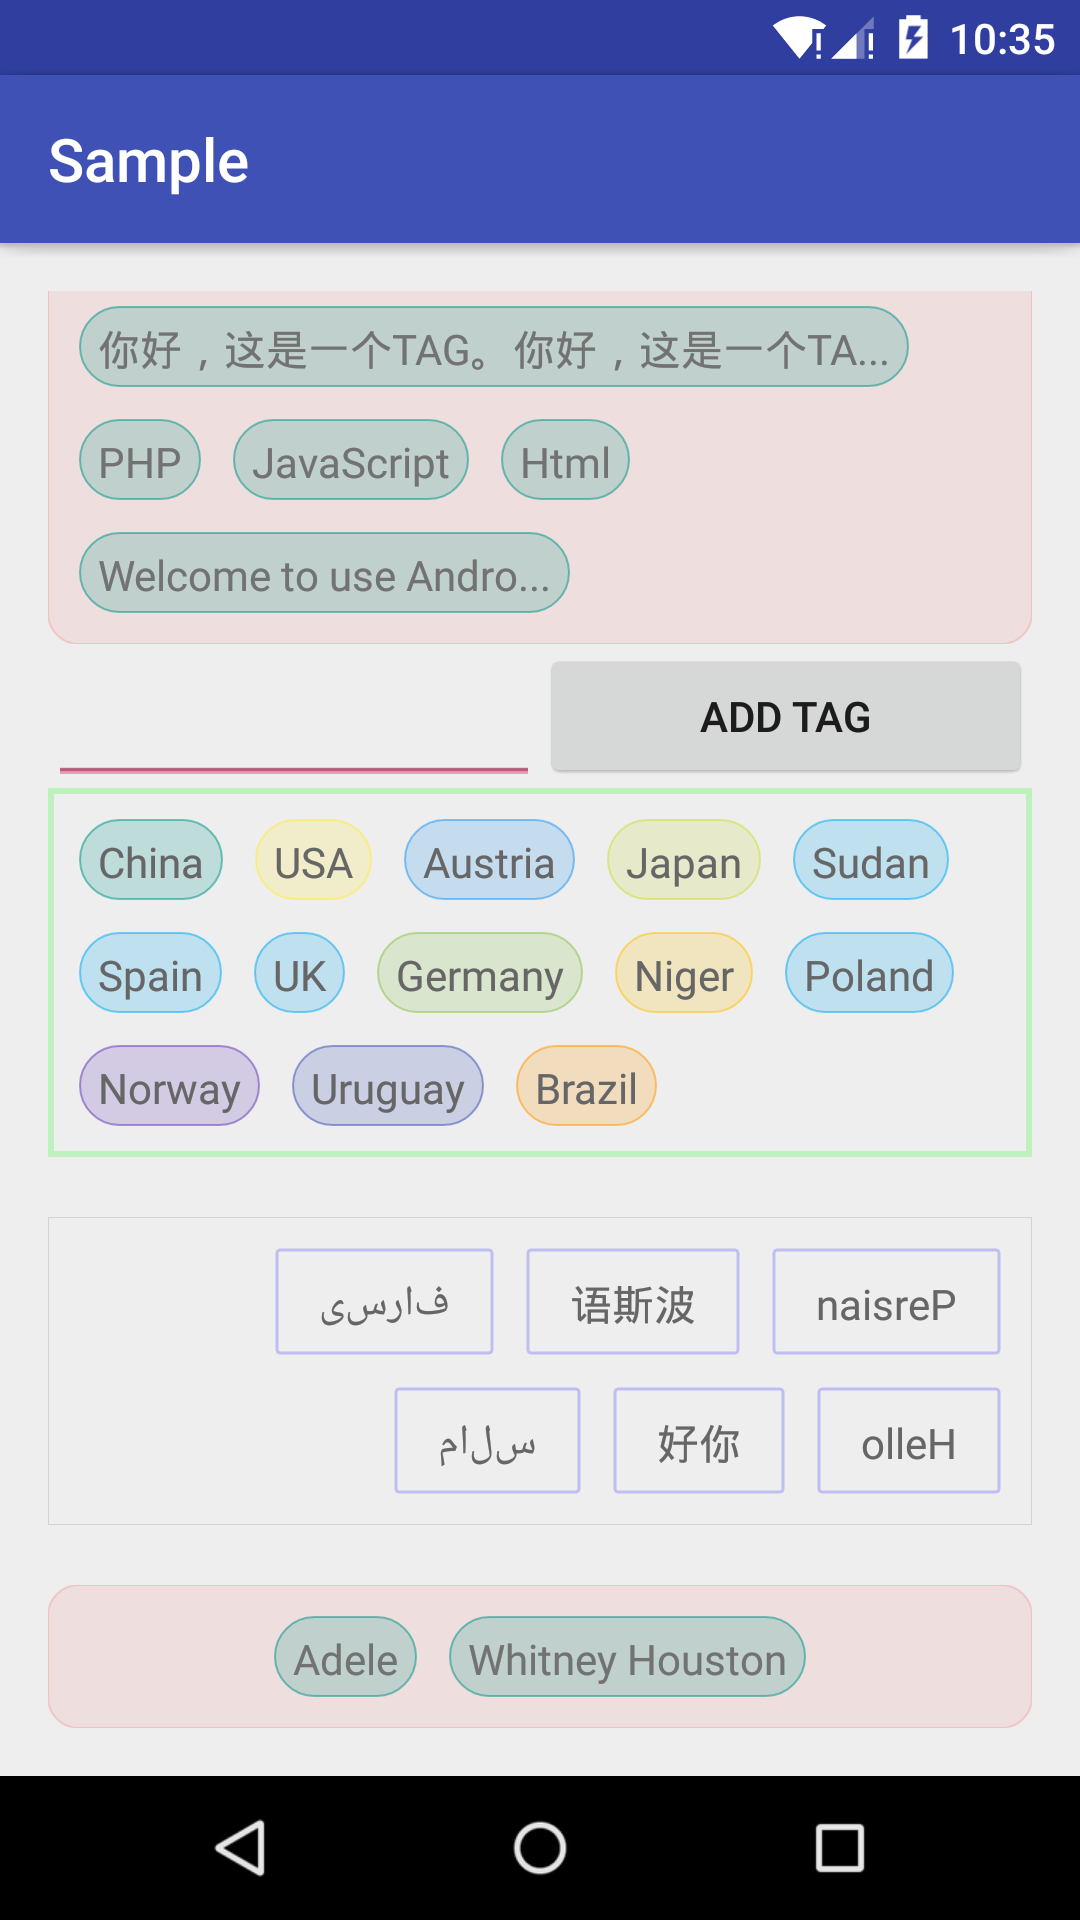 10:35
Sample
你好，这是一个TAG。你好，这是一个TA...
PHP JavaScript Html
Welcome to use Andro...
ADD TAG
China USA Austria Japan Sudan
Spain UK Germany Niger Poland
Norway Uruguay Brazil
فارسی 语斯波 naisreP
سلام 好你 olleH
Adele Whitney Houston